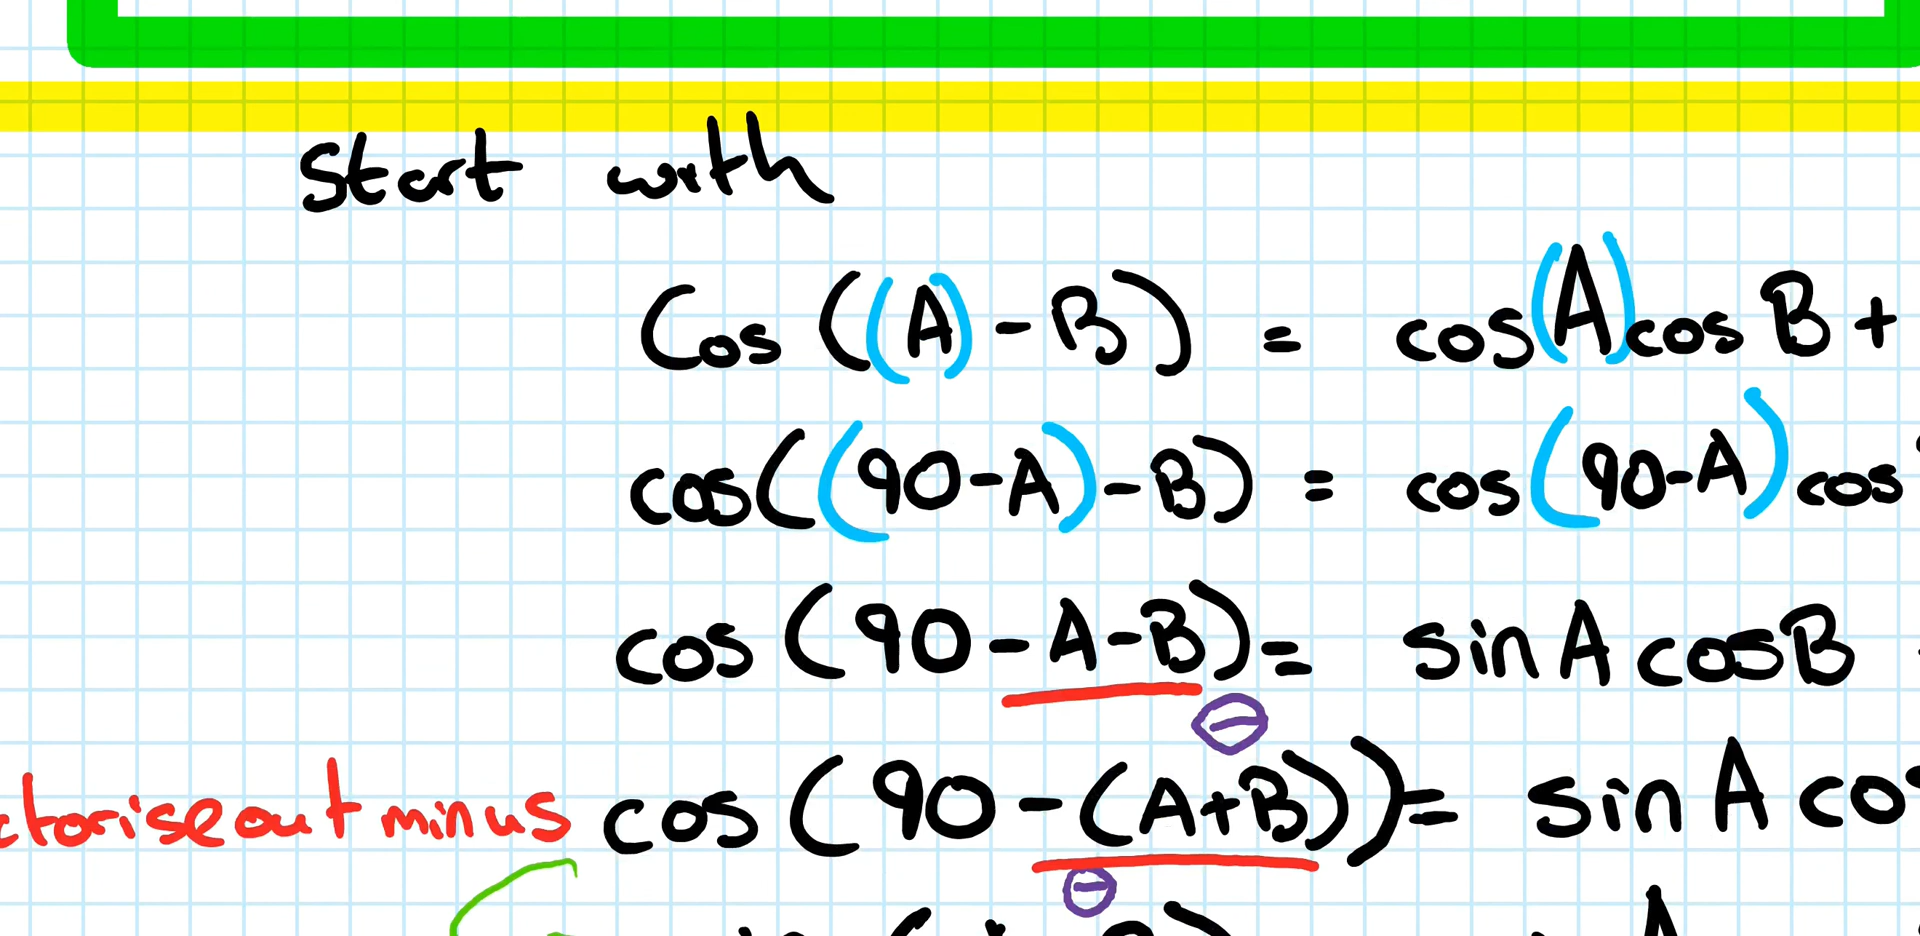 Start with
Cos ((A) - B) = cos(A)cos B +
cos((90-A)-B) = cos(90-A) cos
cos (90-A-B) = sin A cosB
ctorise out minus cos (90-(A+B)) = sin A co